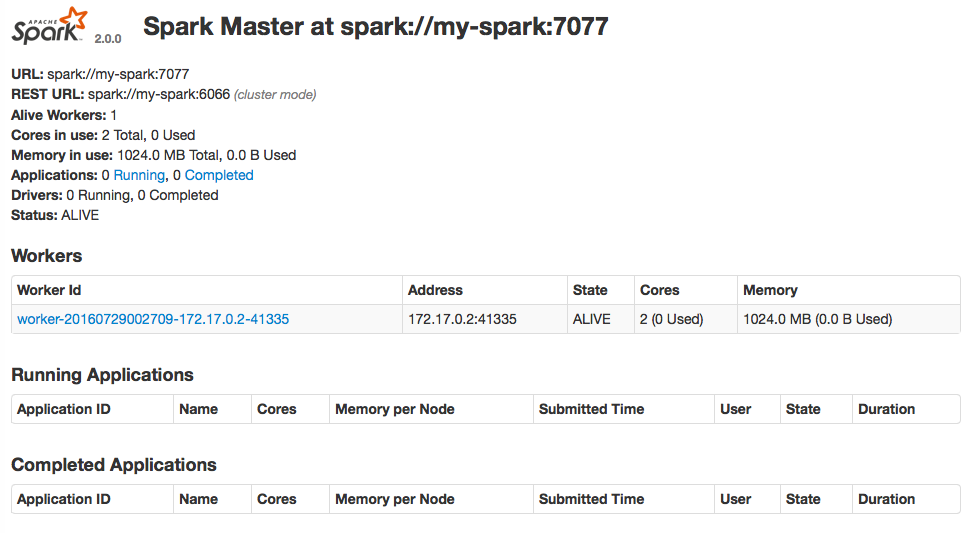 APACHE
Spark 2.0.0 Spark Master at spark://my-spark:7077
URL: spark://my-spark:7077
REST URL: spark://my-spark:6066 (cluster mode)
Alive Workers: 1
Cores in use: 2 Total, 0 Used
Memory in use: 1024.0 MB Total, 0.0 B Used
Applications: 0 Running, 0 Completed
Drivers: 0 Running, 0 Completed
Status: ALIVE
Workers
Worker Id Address State Cores Memory
worker-20160729002709-172.17.0.2-41335 172.17.0.2:41335 ALIVE 2 (0 Used) 1024.0 MB (0.0 B Used)
Running Applications
Application ID Name Cores Memory per Node Submitted Time User State Duration
Completed Applications
Application ID Name Cores Memory per Node Submitted Time User State Duration